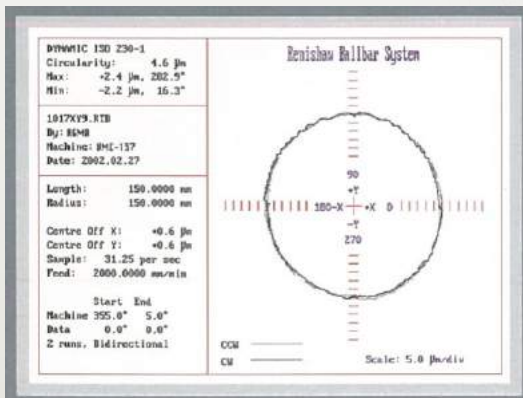 DYNAMIC ISO 230-1
Circularity: 4.6 µm
Max: +2.4 µm, 282.9°
Min: -2.2 µm, 16.3°
1017XY9.RTB
By: B&MB
Machine: BMC-157
Date: 2002.02.27
Length: 150.0000 mm
Radius: 150.0000 mm
Centre Off X: +0.6 µm
Centre Off Y: +0.6 µm
Sample: 31.25 per sec
Feed: 2000.0000 mm/min
Start End
Machine 355.0° 5.0°
Data 0.0° 0.0°
2 runs, Bidirectional
Renishaw Ballbar System
90
+Y
180-X +X 0
-Y
270
CCW
CW
Scale: 5.0 µm/div